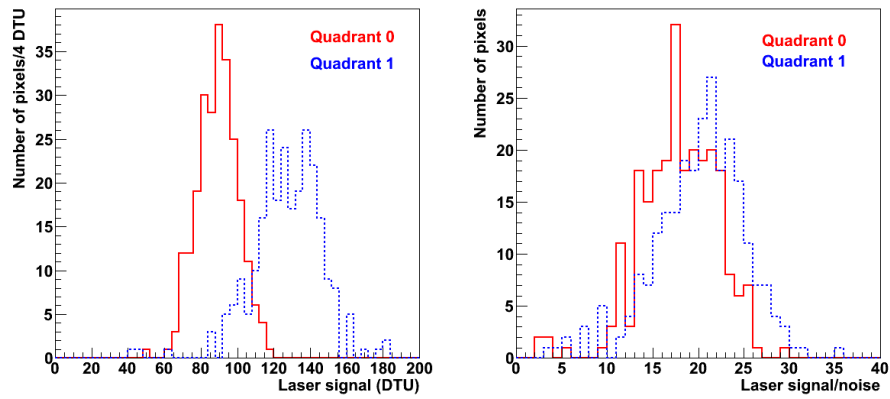 Number of pixels/4 DTU
35
30
25
20
15
10
5
0
Quadrant 0
Quadrant 1
0 20 40 60 80 100 120 140 160 180 200
Laser signal (DTU)
Number of pixels
30
25
20
15
10
5
0
Quadrant 0
Quadrant 1
0 5 10 15 20 25 30 35 40
Laser signal/noise